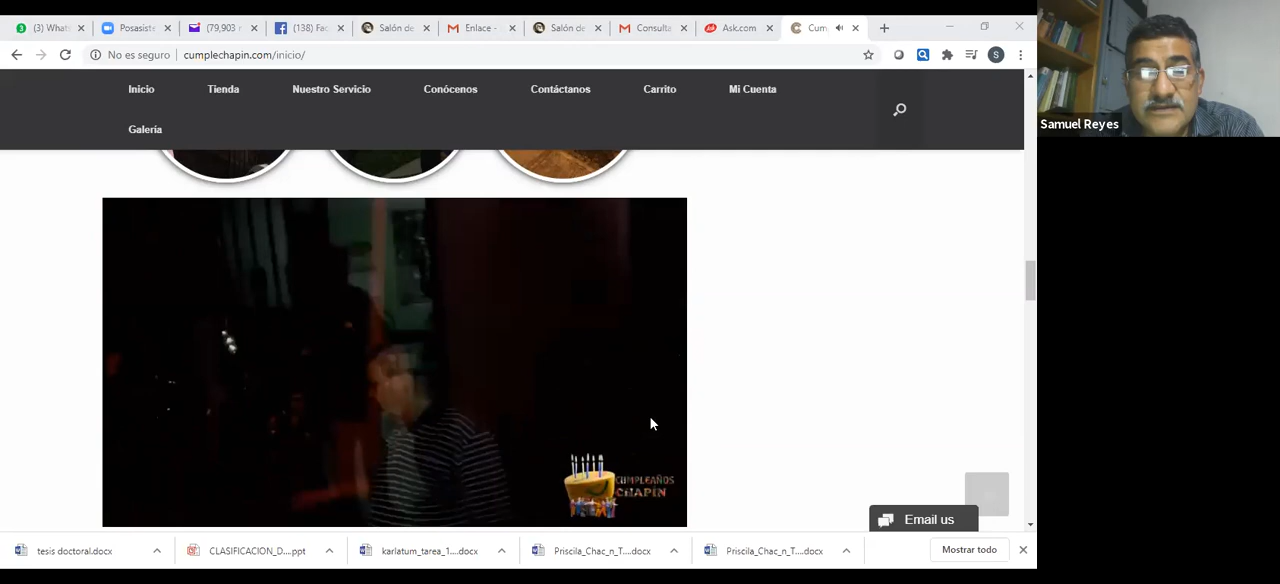 (3) What
Posasiste
(79,903
(138) Fac
Salón de
Enlace -
Salón de
Consulta
Ask.com
Cum
No es seguro
cumplechapin.com/inicio/
S
Inicio
Tienda
Nuestro Servicio
Conócenos
Contáctanos
Carrito
Mi Cuenta
Galería
Samuel Reyes
CUMPLEAÑOS
CHAPIN
Email us
tesis doctoral.docx
CLASIFICACION_D....ppt
karlatum_tarea_1....docx
Priscila_Chac_n_T....docx
Priscila_Chac_n_T....docx
Mostrar todo